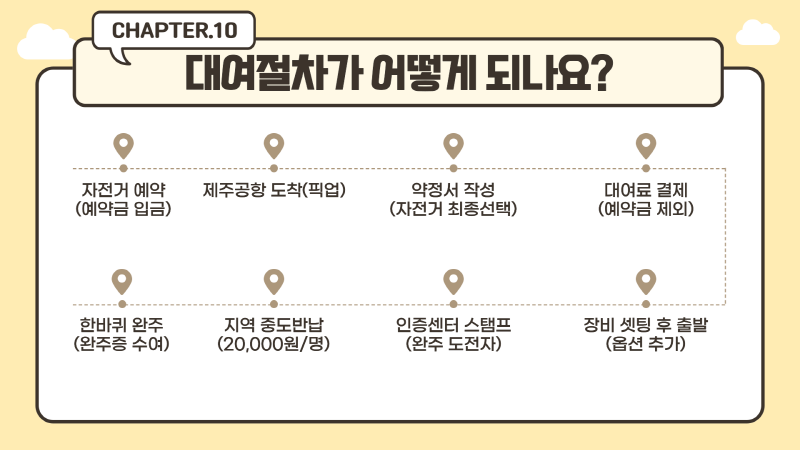 CHAPTER.10
대여절차가 어떻게 되나요?
자전거 예약
(예약금 입금)
제주공항 도착(픽업)
약정서 작성
(자전거 최종선택)
대여료 결제
(예약금 제외)
한바퀴 완주
(완주증 수여)
지역 중도반납
(20,000원/명)
인증센터 스탬프
(완주 도전자)
장비 셋팅 후 출발
(옵션 추가)